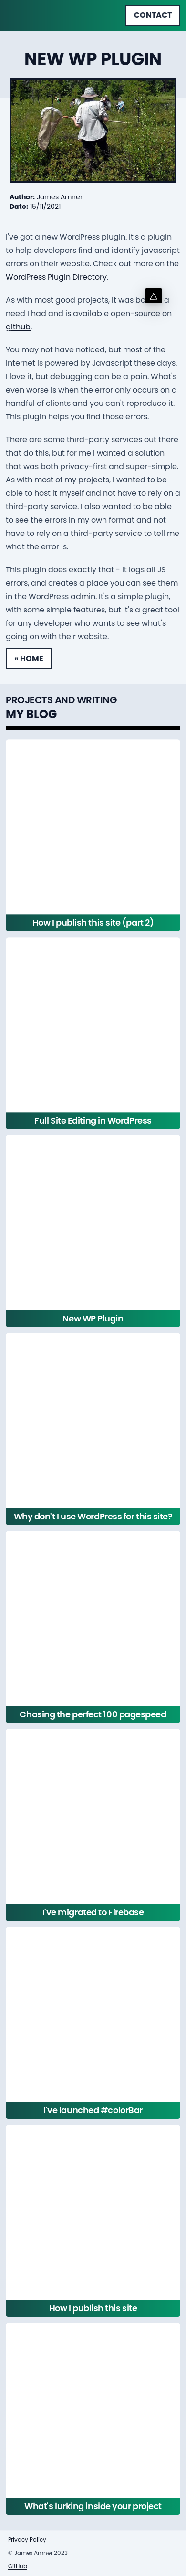 CONTACT
NEW WP PLUGIN
Author: James Amner
Date: 15/11/2021
I've got a new WordPress plugin. It's a plugin
to help developers find and identify javascript
errors on their website. Check out more on the
WordPress Plugin Directory.
As with most good projects, it was bo a
need I had and is available open-source on
github.
You may not have noticed, but most of the
internet is powered by Javascript these days.
I love it, but debugging can be a pain. What's
even worse is when the error only occurs on a
handful of clients and you can't reproduce it.
This plugin helps you find those errors.
There are some third-party services out there
that do this, but for me I wanted a solution
that was both privacy-first and super-simple.
As with most of my projects, I wanted to be
able to host it myself and not have to rely on a
third-party service. I also wanted to be able
to see the errors in my own format and not
have to rely on a third-party service to tell me
what the error is.
This plugin does exactly that - it logs all JS
errors, and creates a place you can see them
in the WordPress admin. It's a simple plugin,
with some simple features, but it's a great tool
for any developer who wants to see what's
going on with their website.
« HOME
PROJECTS AND WRITING
MY BLOG
How I publish this site (part 2)
Full Site Editing in WordPress
New WP Plugin
Why don't I use WordPress for this site?
Chasing the perfect 100 pagespeed
I've migrated to Firebase
I've launched #colorBar
How I publish this site
What's lurking inside your project
Privacy Policy
© James Amner 2023
GitHub